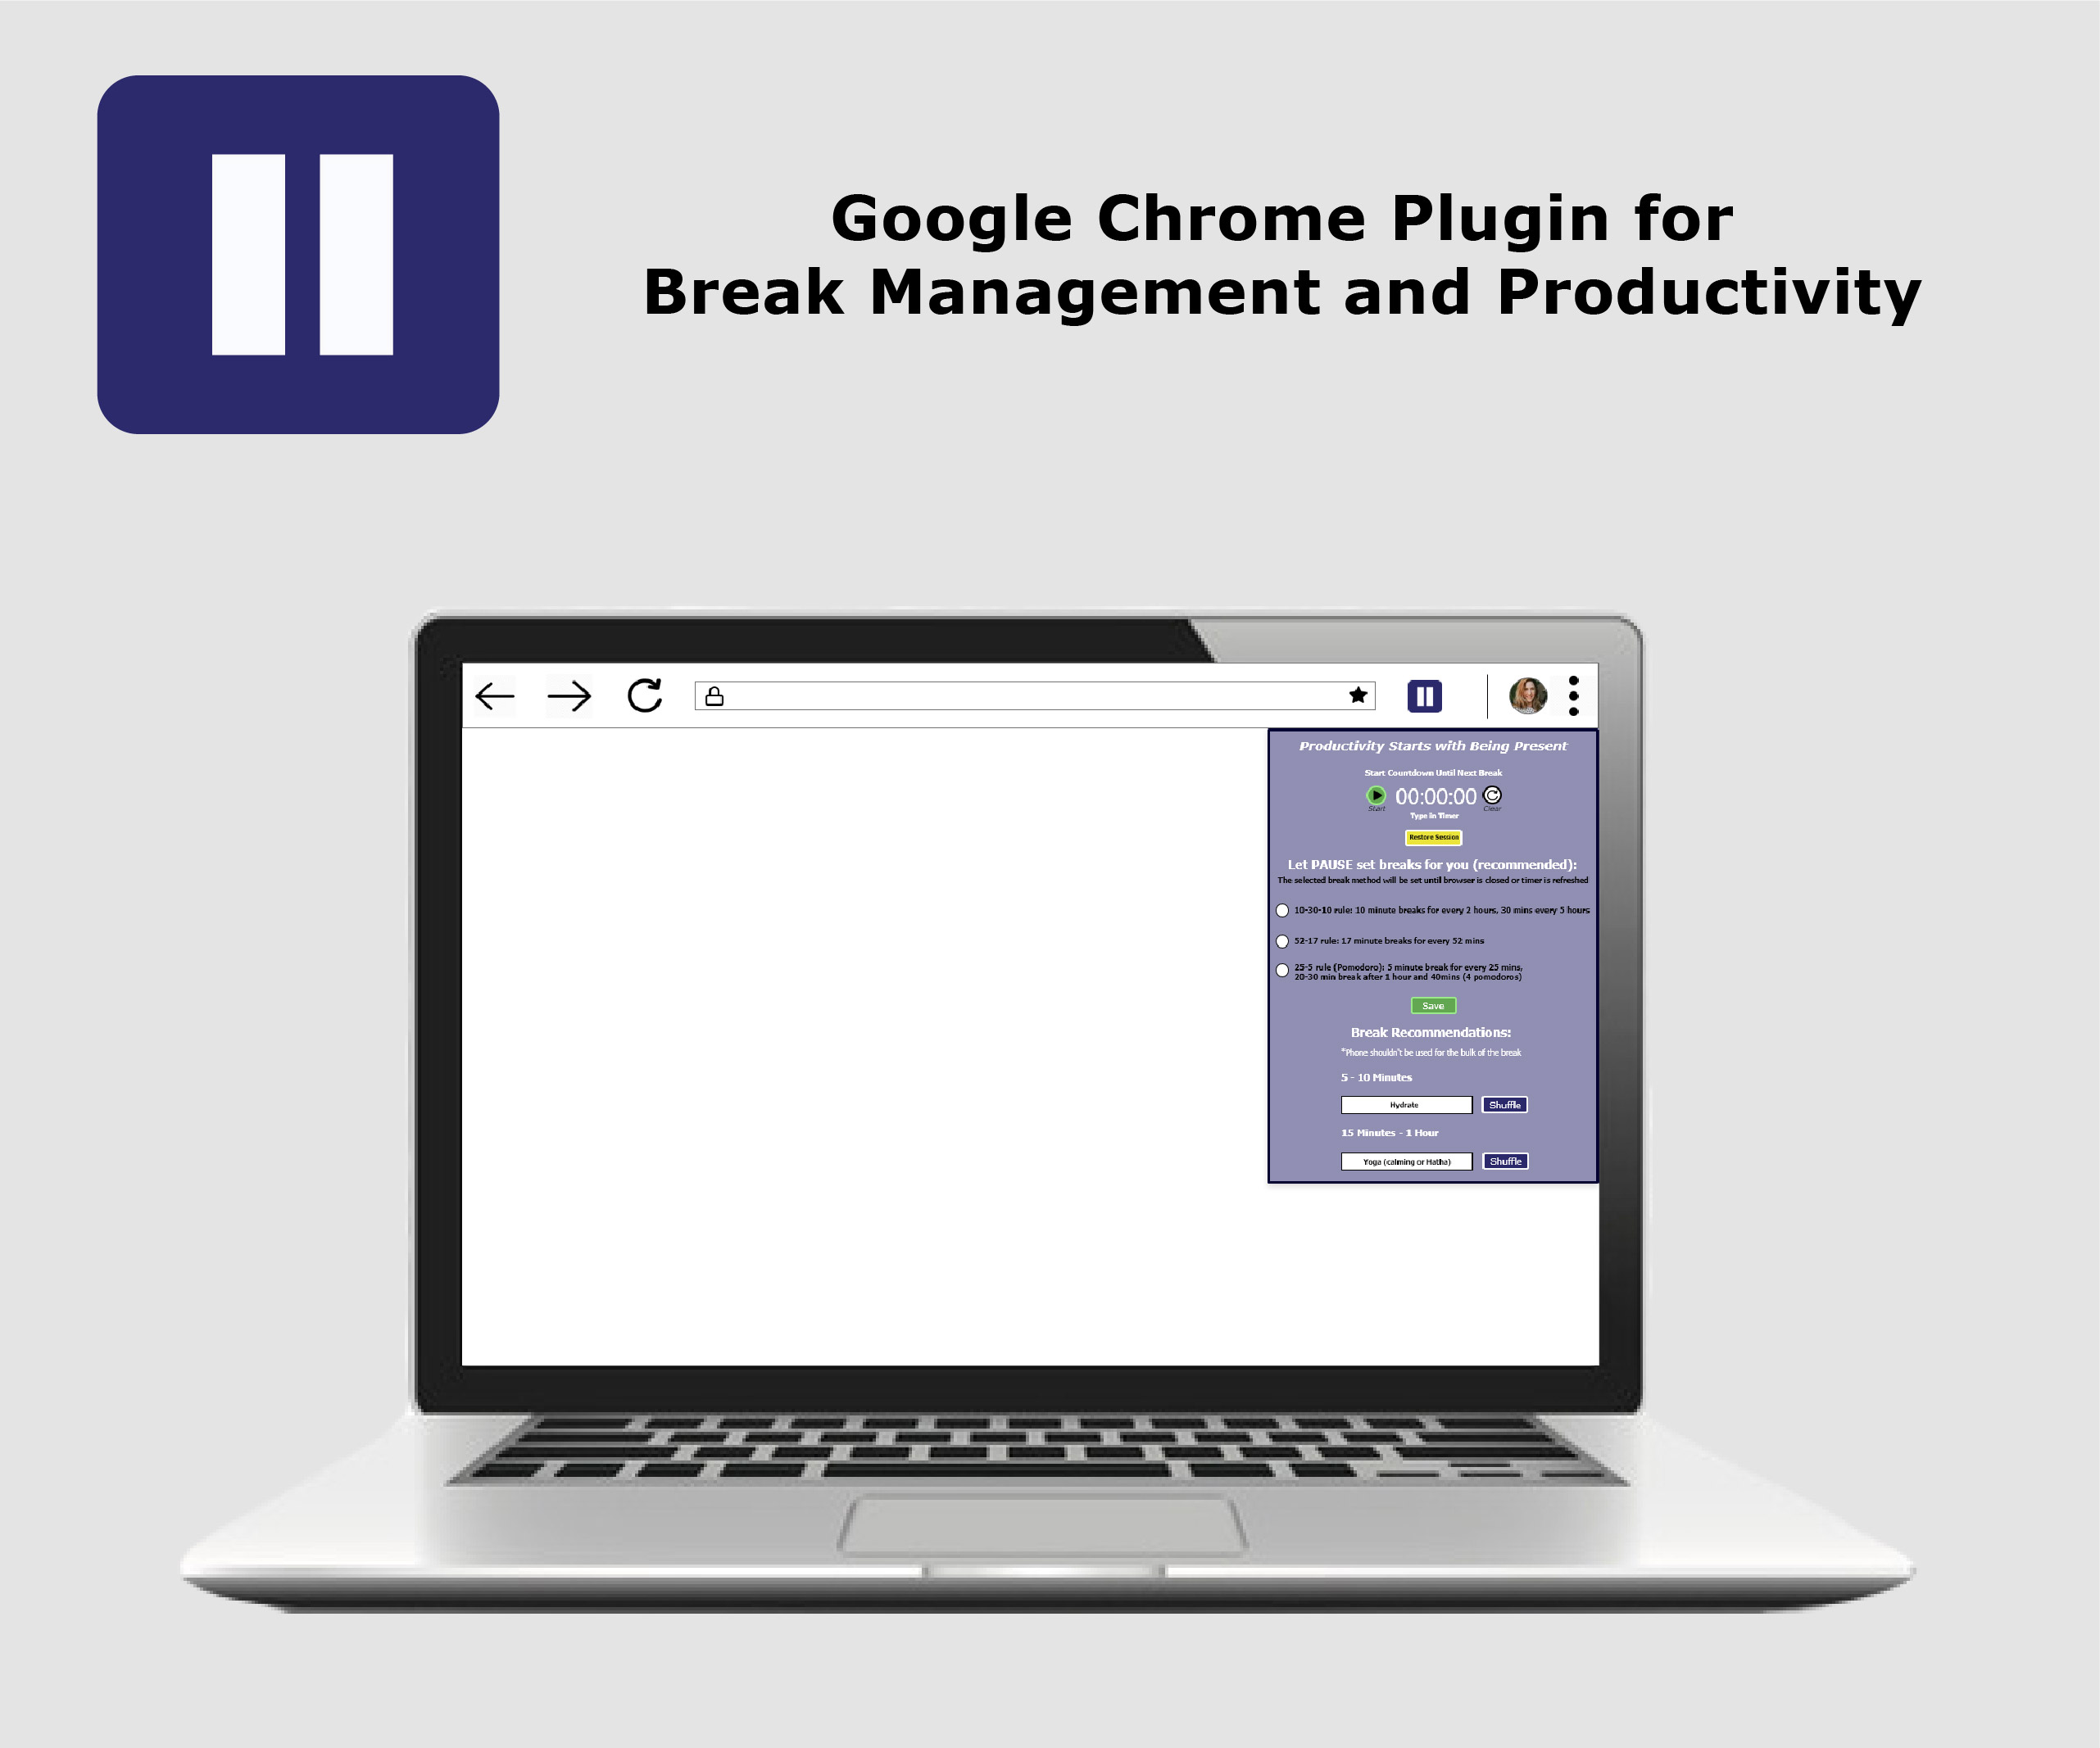 Google Chrome Plugin for
Break Management and Productivity
Productivity Starts with Being Present
Start Countdown Until Next Break
00:00:00
Start
Clear
Type in Timer
Restore Session
Let PAUSE set breaks for you (recommended):
The selected break method will be set until browser is closed or timer is refreshed
10-30-10 rule: 10 minute breaks for every 2 hours, 30 mins every 5 hours
52-17 rule: 17 minute breaks for every 52 mins
25-5 rule (Pomodoro): 5 minute break for every 25 mins,
20-30 min break after 1 hour and 40mins (4 pomodoros)
Save
Break Recommendations:
*Phone shouldn't be used for the bulk of the break
5 - 10 Minutes
Hydrate
Shuffle
15 Minutes - 1 Hour
Yoga (calming or Hatha)
Shuffle